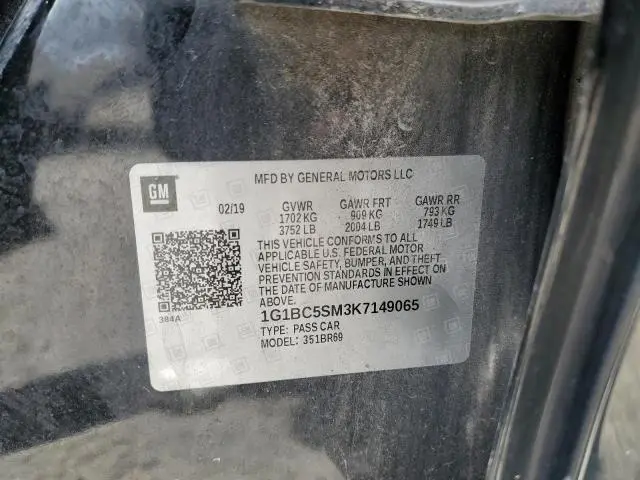 GM
MFD BY GENERAL MOTORS LLC
02/19 GVWR GAWR FRT GAWR RR
1702 KG 909 KG 793 KG
3752 LB 2004 LB 1749 LB
THIS VEHICLE CONFORMS TO ALL
APPLICABLE U.S. FEDERAL MOTOR
VEHICLE SAFETY, BUMPER, AND THEFT
PREVENTION STANDARDS IN EFFECT ON
THE DATE OF MANUFACTURE SHOWN
ABOVE.
384A
1G1BC5SM3K7149065
TYPE: PASS CAR
MODEL: 351BR69